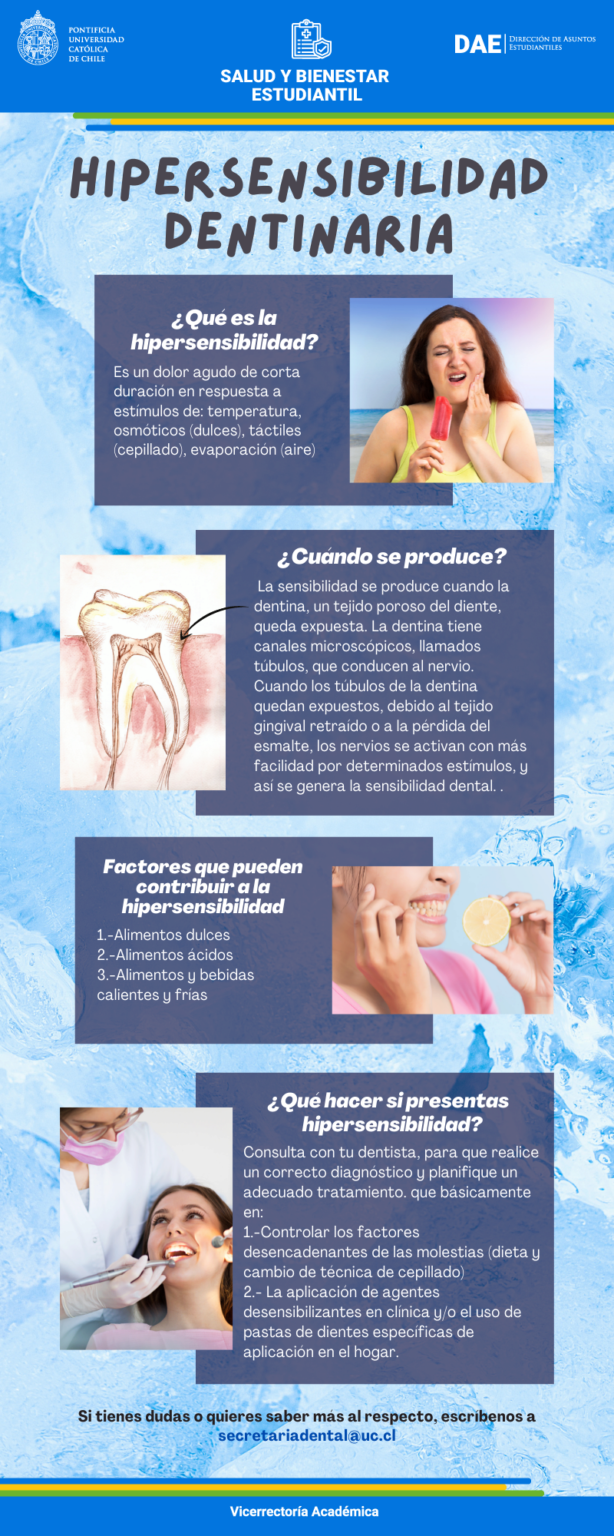 PONTIFICIA
UNIVERSIDAD
CATÓLICA
DE CHILE
SALUD Y BIENESTAR
ESTUDIANTIL
DAE
DIRECCIÓN DE ASUNTOS
ESTUDIANTILES
HIPERSENSIBILIDAD
DENTINARIA
¿Qué es la
hipersensibilidad?
Es un dolor agudo de corta
duración en respuesta a
estímulos de: temperatura,
osmóticos (dulces), táctiles
(cepillado), evaporación (aire)
¿Cuándo se produce?
La sensibilidad se produce cuando la
dentina, un tejido poroso del diente,
queda expuesta. La dentina tiene
canales microscópicos, llamados
túbulos, que conducen al nervio.
Cuando los túbulos de la dentina
quedan expuestos, debido al tejido
gingival retraído o a la pérdida del
esmalte, los nervios se activan con más
facilidad por determinados estímulos, y
así se genera la sensibilidad dental. .
Factores que pueden
contribuir a la
hipersensibilidad
1.-Alimentos dulces
2.-Alimentos ácidos
3.-Alimentos y bebidas
calientes y frías
¿Qué hacer si presentas
hipersensibilidad?
Consulta con tu dentista, para que realice
un correcto diagnóstico y planifique un
adecuado tratamiento. que básicamente
en:
1.-Controlar los factores
desencadenantes de las molestias (dieta y
cambio de técnica de cepillado)
2.- La aplicación de agentes
desensibilizantes en clínica y/o el uso de
pastas de dientes específicas de
aplicación en el hogar.
Si tienes dudas o quieres saber más al respecto, escríbenos a
secretariadental@uc.cl
Vicerrectoría Académica